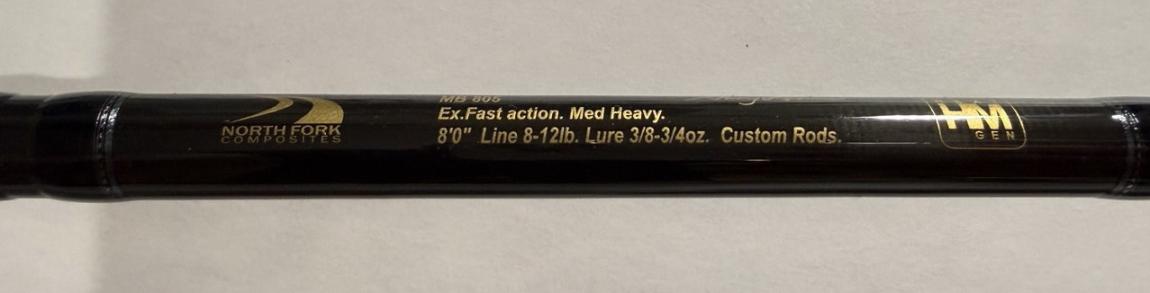 NORTH FORK
COMPOSITES
MB 805
Ex.Fast action. Med Heavy.
8'0" Line 8-12lb. Lure 3/8-3/4oz. Custom Rods.
HM
GEN